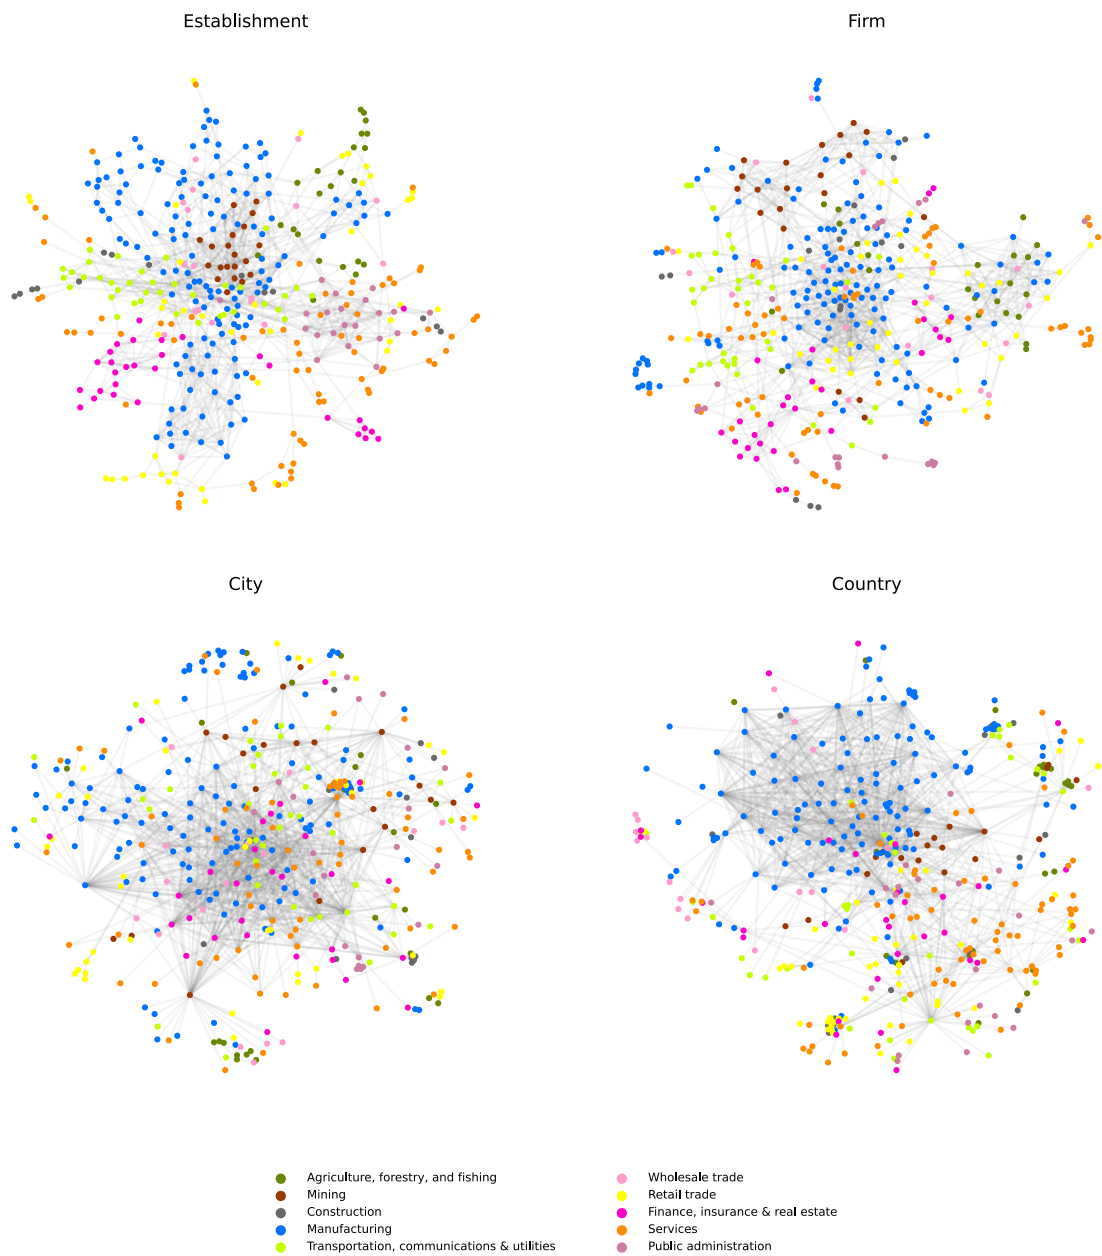 Establishment
Firm
City
Country
Agriculture, forestry, and fishing
Mining
Construction
Manufacturing
Transportation, communications & utilities
Wholesale trade
Retail trade
Finance, insurance & real estate
Services
Public administration